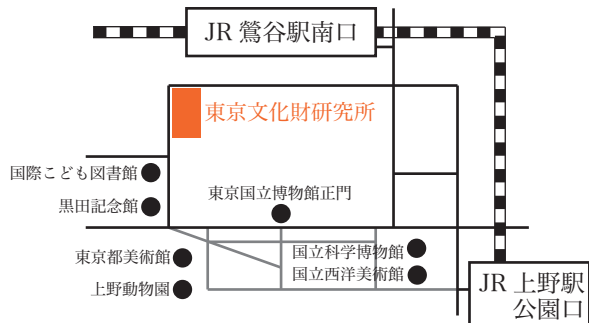 JR 鶯谷駅南口
東京文化財研究所
国際こども図書館
東京国立博物館正門
黒田記念館
東京都美術館
国立科学博物館
国立西洋美術館
上野動物園
JR 上野駅
公園口